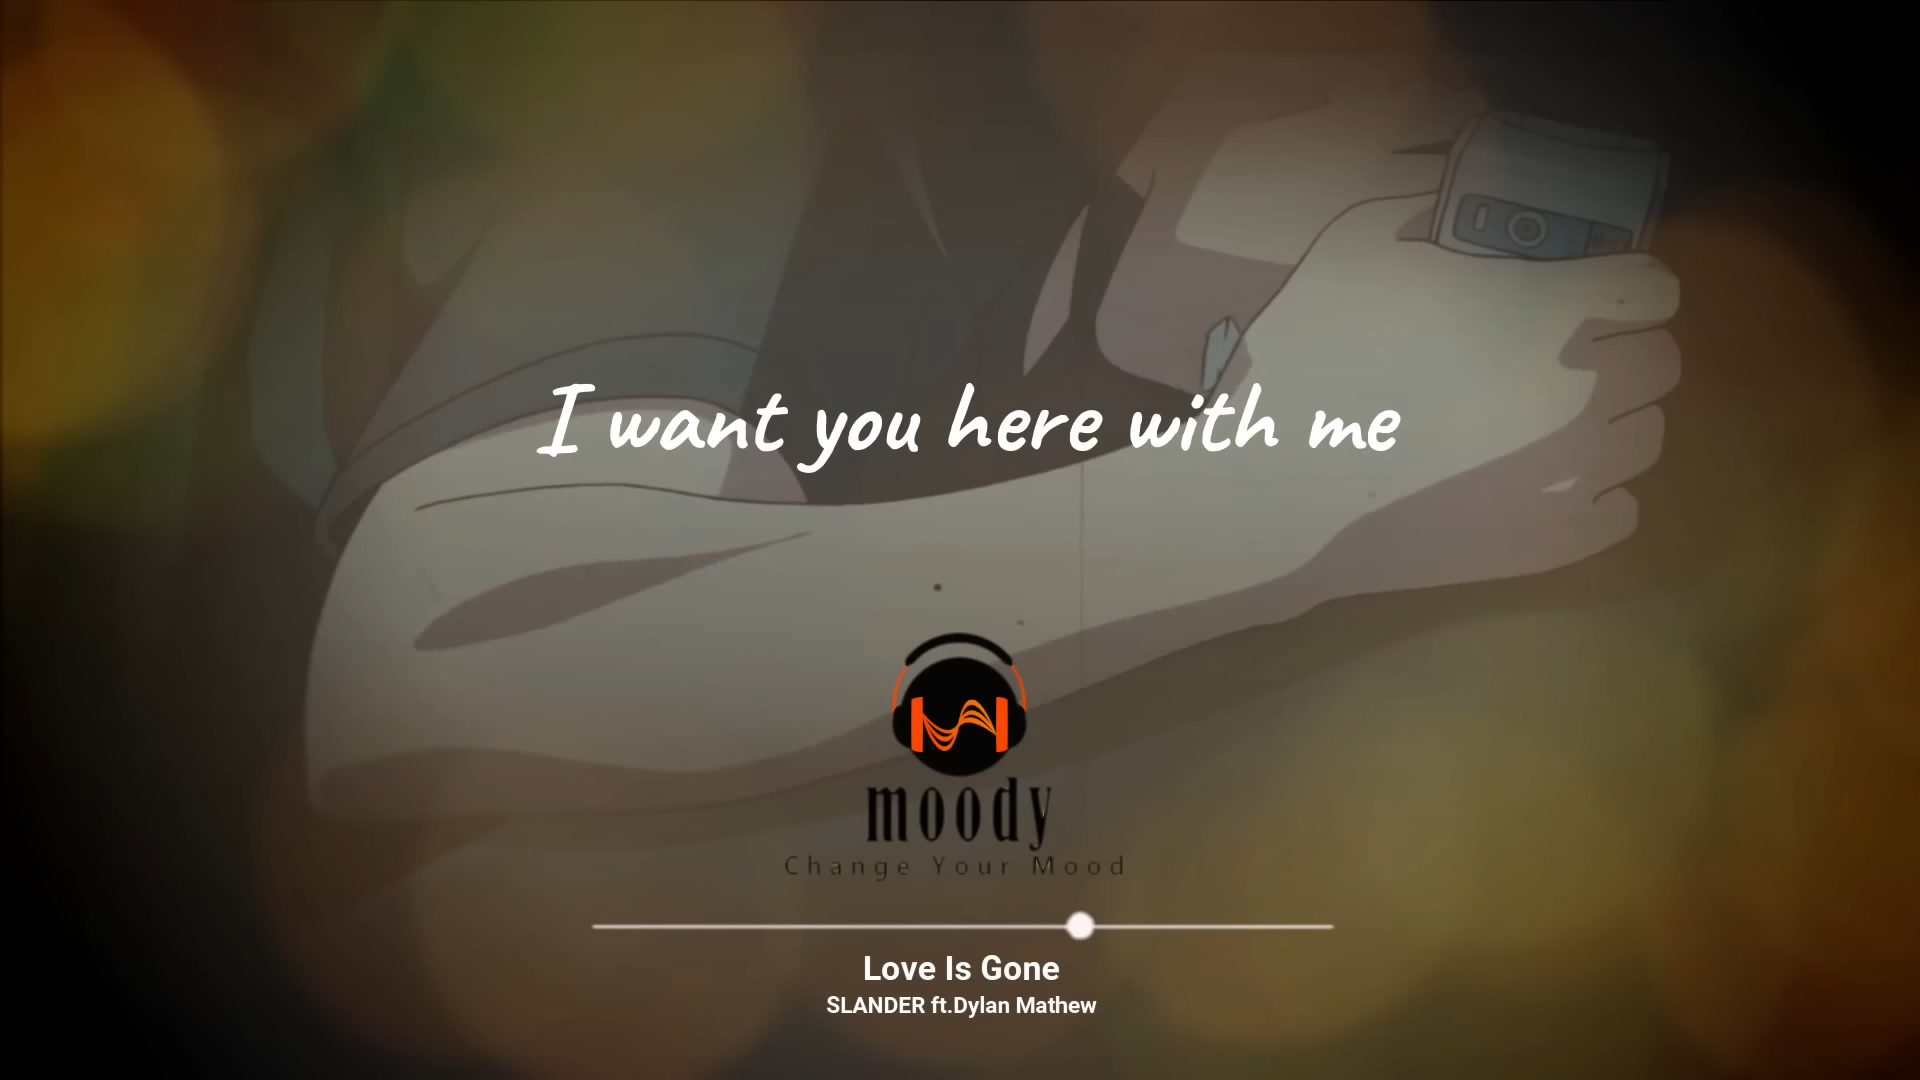 I want you here with me
moody
Change Your Mood
Love Is Gone
SLANDER ft.Dylan Mathew